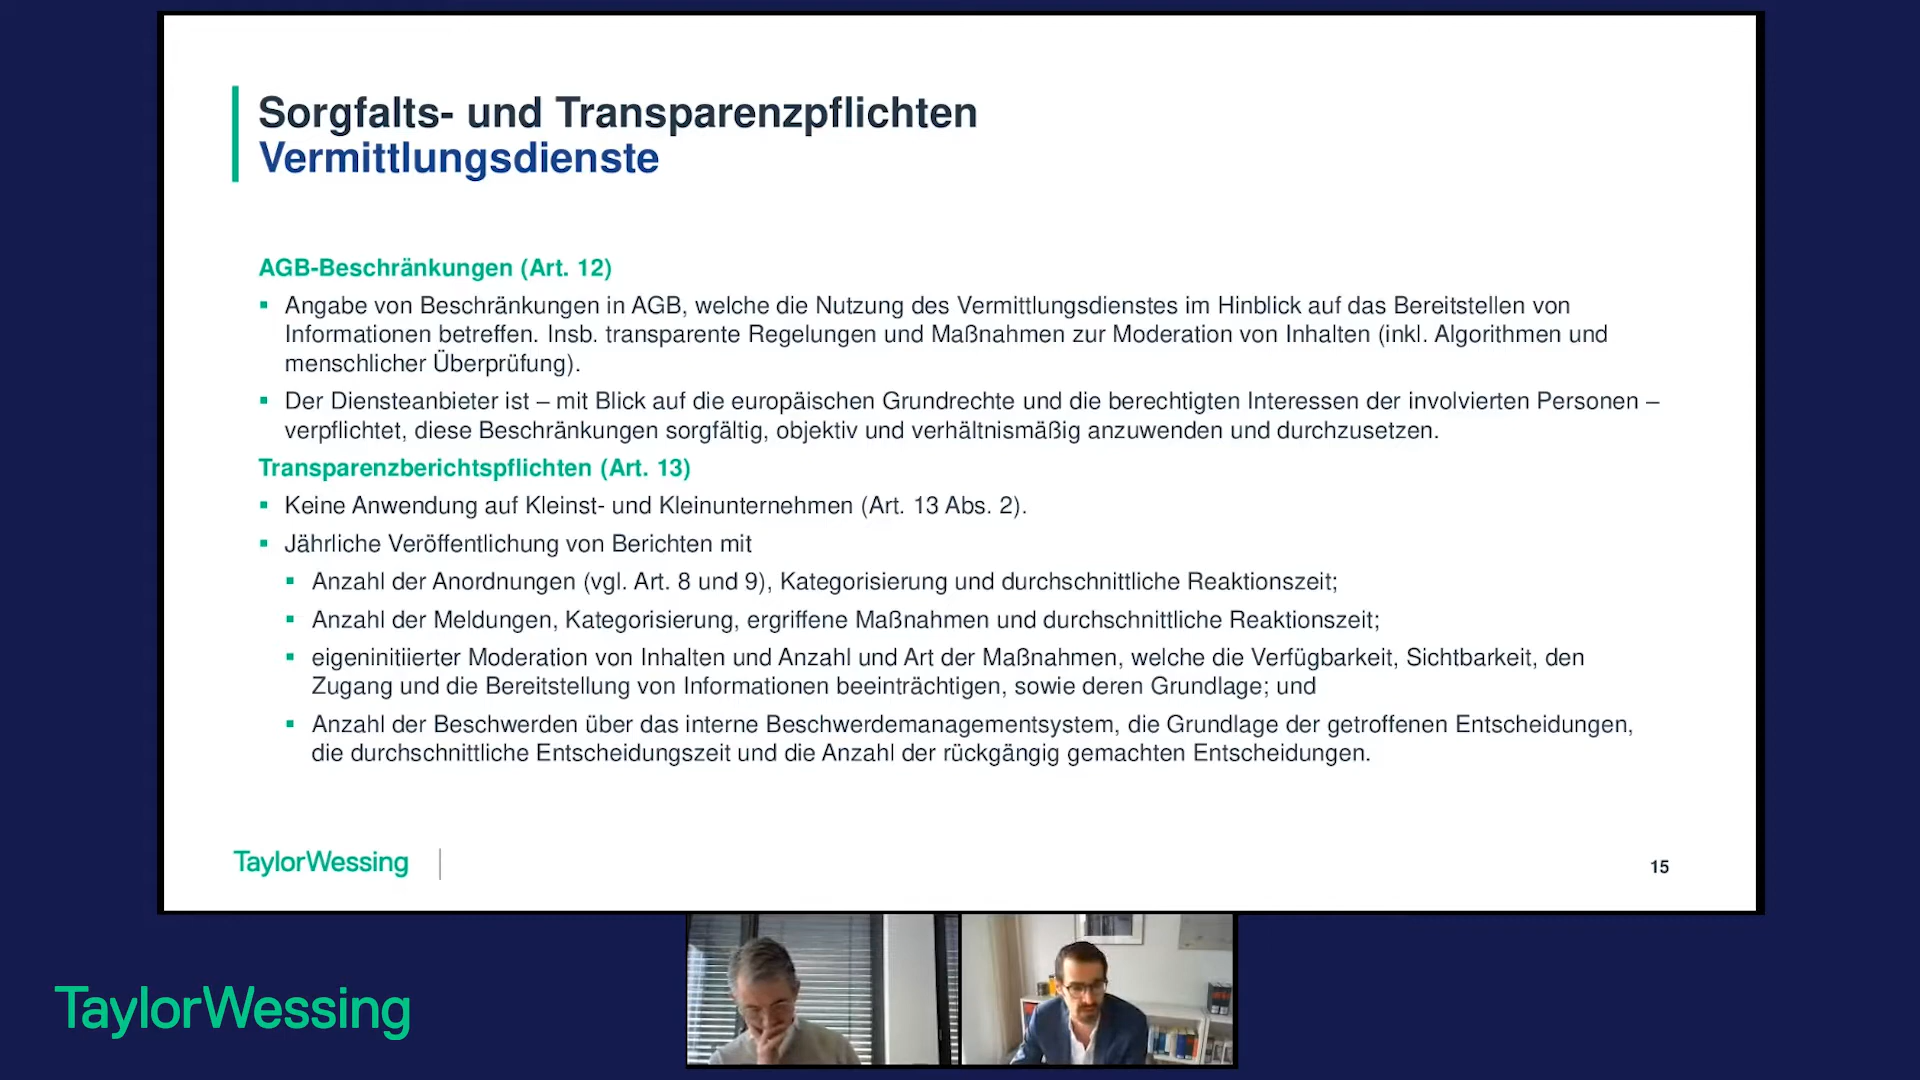 Sorgfalts- und Transparenzpflichten
Vermittlungsdienste
AGB-Beschränkungen (Art. 12)
▪ Angabe von Beschränkungen in AGB, welche die Nutzung des Vermittlungsdienstes im Hinblick auf das Bereitstellen von
Informationen betreffen. Insb. transparente Regelungen und Maßnahmen zur Moderation von Inhalten (inkl. Algorithmen und
menschlicher Überprüfung).
▪ Der Diensteanbieter ist – mit Blick auf die europäischen Grundrechte und die berechtigten Interessen der involvierten Personen –
verpflichtet, diese Beschränkungen sorgfältig, objektiv und verhältnismäßig anzuwenden und durchzusetzen.
Transparenzberichtspflichten (Art. 13)
▪ Keine Anwendung auf Kleinst- und Kleinunternehmen (Art. 13 Abs. 2).
▪ Jährliche Veröffentlichung von Berichten mit
▪ Anzahl der Anordnungen (vgl. Art. 8 und 9), Kategorisierung und durchschnittliche Reaktionszeit;
▪ Anzahl der Meldungen, Kategorisierung, ergriffene Maßnahmen und durchschnittliche Reaktionszeit;
▪ eigeninitiierter Moderation von Inhalten und Anzahl und Art der Maßnahmen, welche die Verfügbarkeit, Sichtbarkeit, den
Zugang und die Bereitstellung von Informationen beeinträchtigen, sowie deren Grundlage; und
▪ Anzahl der Beschwerden über das interne Beschwerdemanagementsystem, die Grundlage der getroffenen Entscheidungen,
die durchschnittliche Entscheidungszeit und die Anzahl der rückgängig gemachten Entscheidungen.
TaylorWessing
15
TaylorWessing